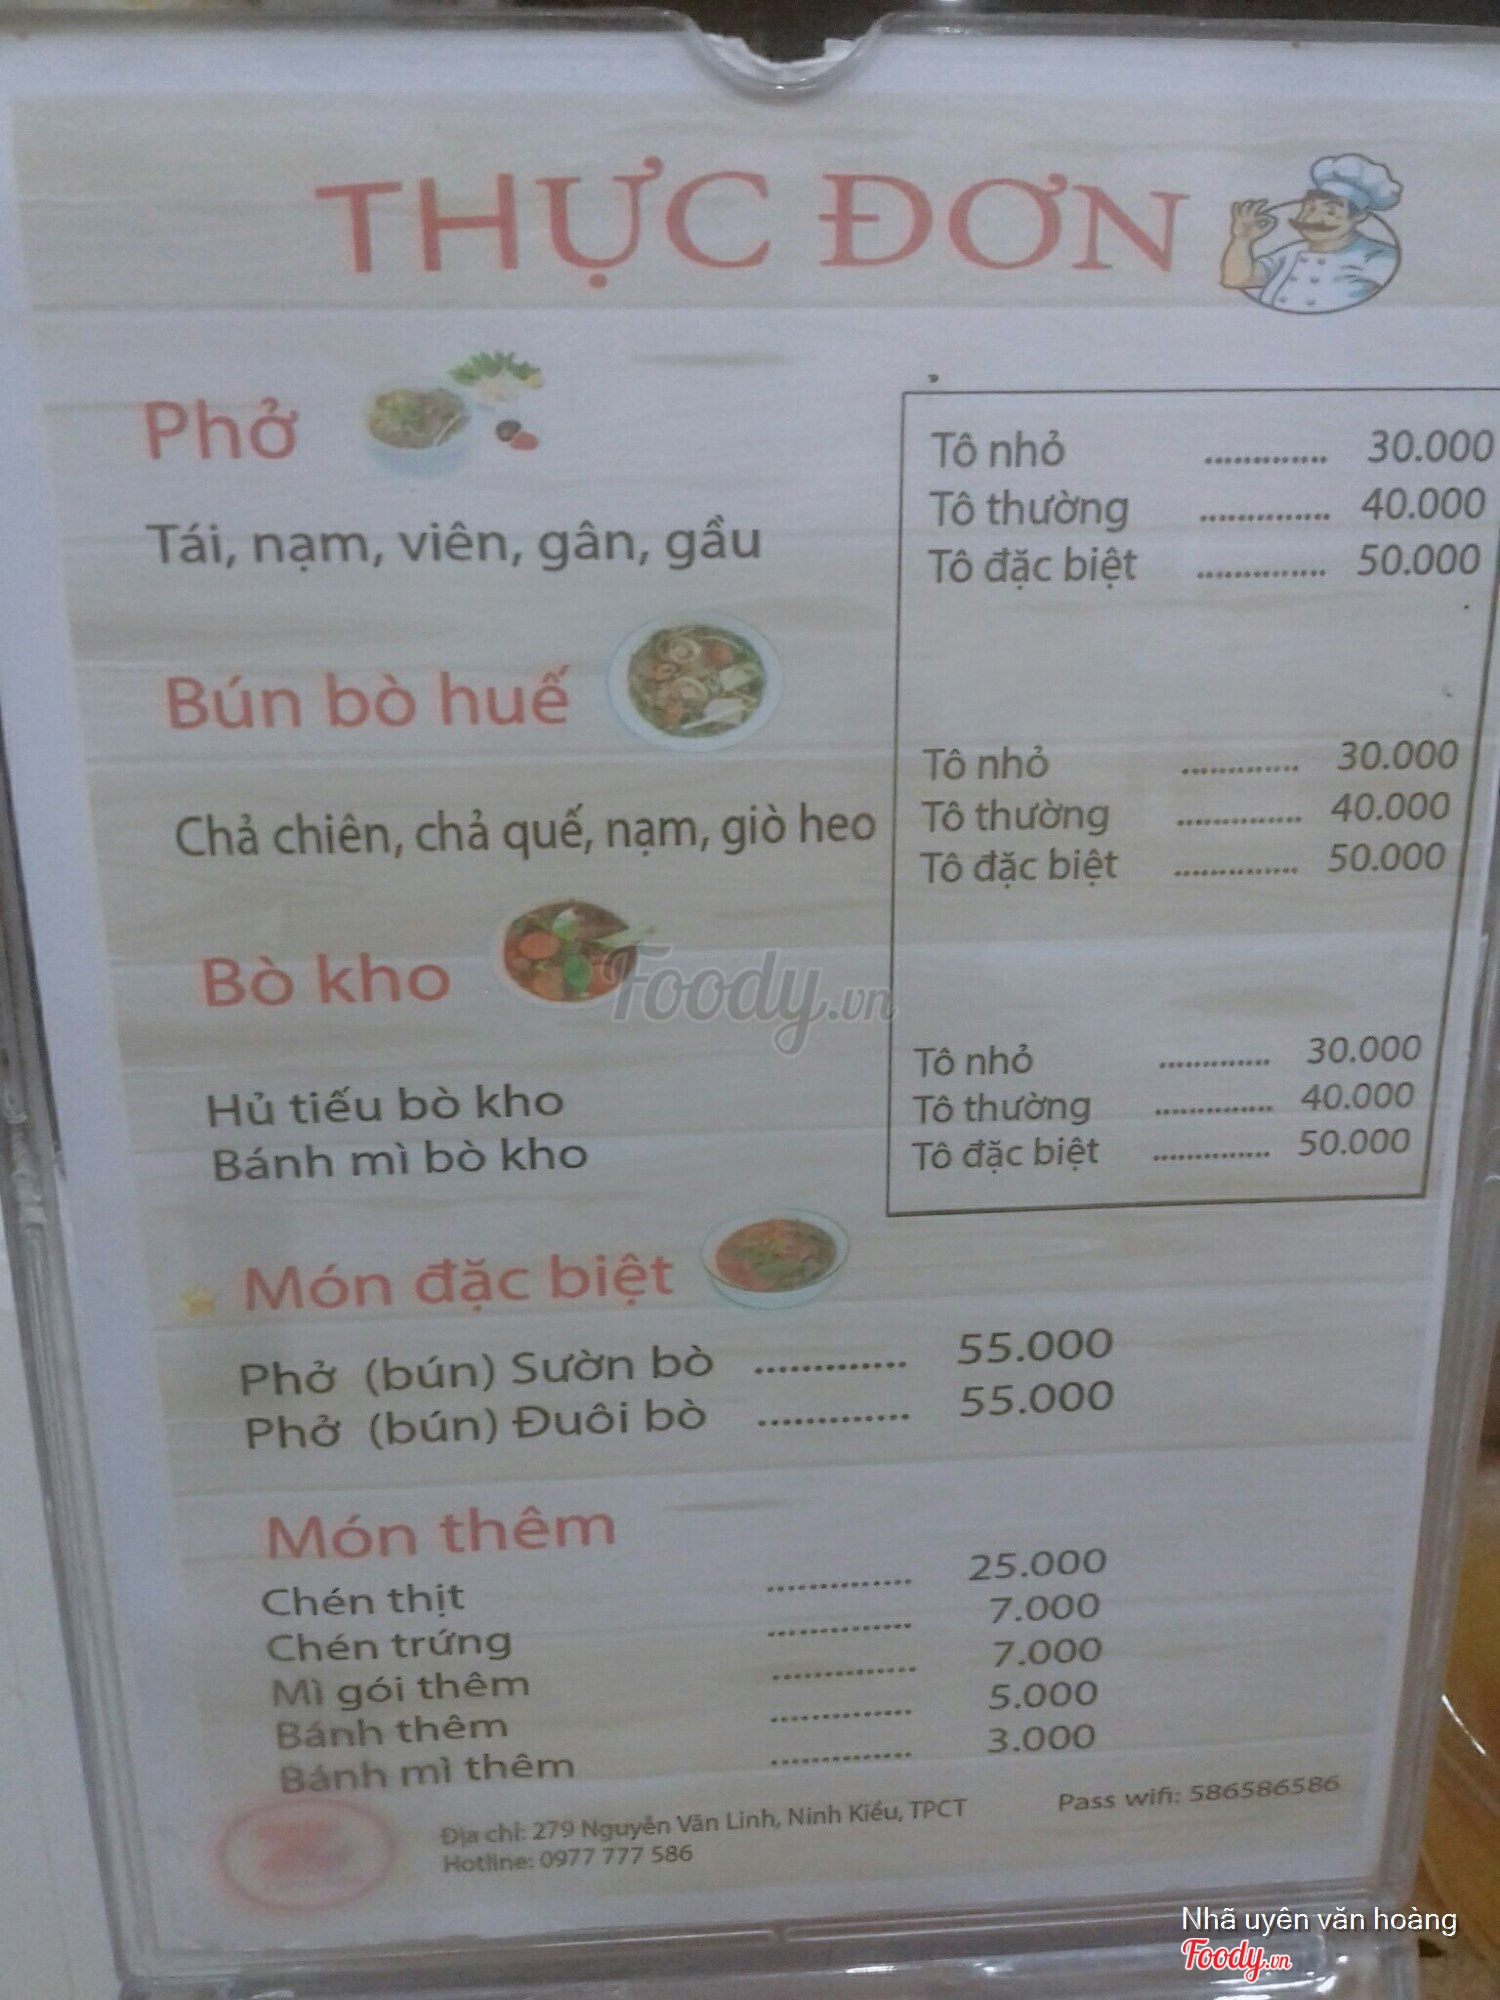 THỰC ĐƠN
Phở
Tái, nạm, viên, gân, gầu
Tô nhỏ ............. 30.000
Tô thường .............. 40.000
Tô đặc biệt .............. 50.000
Bún bò huế
Chả chiên, chả quế, nạm, giò heo
Tô nhỏ ............. 30.000
Tô thường .............. 40.000
Tô đặc biệt .............. 50.000
Bò kho
Foody.vn
Hủ tiếu bò kho
Bánh mì bò kho
Tô nhỏ ............. 30.000
Tô thường .............. 40.000
Tô đặc biệt .............. 50.000
Món đặc biệt
Phở (bún) Sườn bò ............. 55.000
Phở (bún) Đuôi bò ............. 55.000
Món thêm
Chén thịt ............. 25.000
Chén trứng ............. 7.000
Mì gói thêm ............. 7.000
Bánh thêm ............. 5.000
Bánh mì thêm ............. 3.000
Địa chỉ: 279 Nguyễn Văn Linh, Ninh Kiều, TPCT
Pass wifi: 586586586
Hotline: 0977 777 586
Nhã uyên văn hoàng
Foody.vn